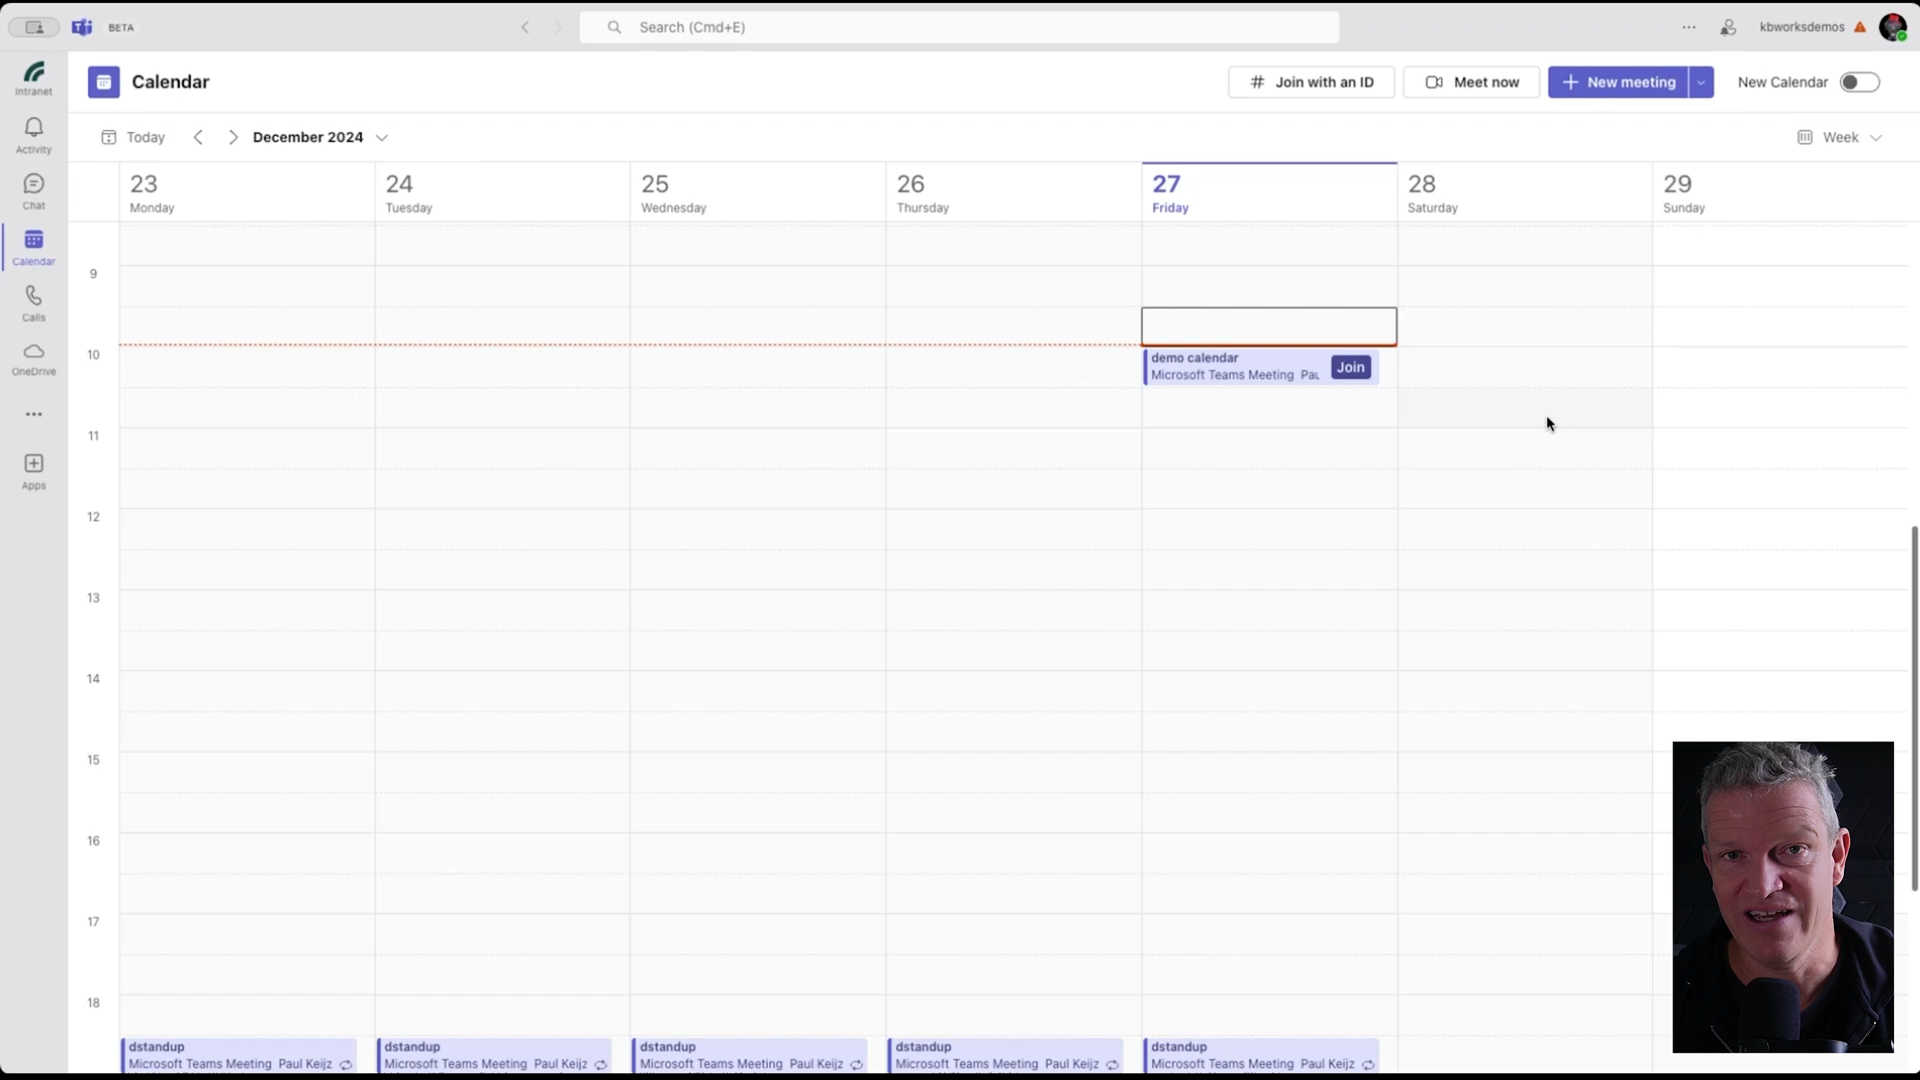 BETA
Search (Cmd+E)
kbworksdemos
Intranet
Activity
Chat
Calendar
Calls
OneDrive
Apps
Calendar
Join with an ID
Meet now
New meeting
New Calendar
Today
December 2024
Week
23
Monday
24
Tuesday
25
Wednesday
26
Thursday
27
Friday
28
Saturday
29
Sunday
9
10
11
12
13
14
15
16
17
18
demo calendar
Microsoft Teams Meeting Pau
Join
dstandup
Microsoft Teams Meeting Paul Keijz
dstandup
Microsoft Teams Meeting Paul Keijz
dstandup
Microsoft Teams Meeting Paul Keijz
dstandup
Microsoft Teams Meeting Paul Keijz
dstandup
Microsoft Teams Meeting Paul Keijz